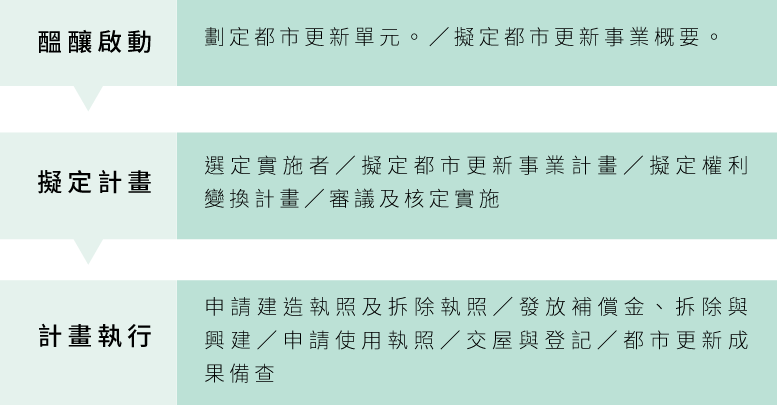 醞釀啟動
劃定都市更新單元。／擬定都市更新事業概要。
擬定計畫
選定實施者／擬定都市更新事業計畫／擬定權利
變換計畫／審議及核定實施
計畫執行
申請建造執照及拆除執照／發放補償金、拆除與
興建／申請使用執照／交屋與登記／都市更新成
果備查